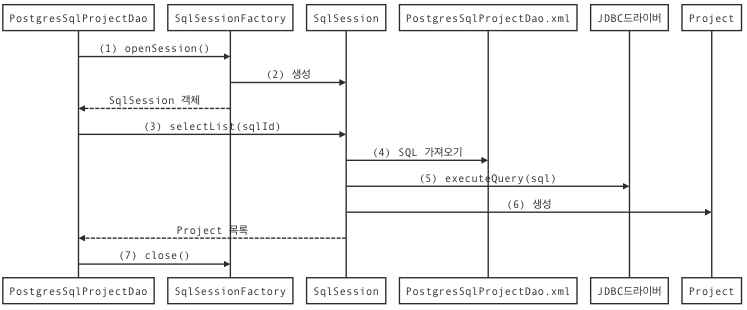 PostgresSqlProjectDao
SqlSessionFactory
SqlSession
PostgresSqlProjectDao.xml
JDBC드라이버
Project
(1) openSession()
(2) 생성
SqlSession 객체
(3) selectList(sqlId)
(4) SQL 가져오기
(5) executeQuery(sql)
(6) 생성
Project 목록
(7) close()
PostgresSqlProjectDao
SqlSessionFactory
SqlSession
PostgresSqlProjectDao.xml
JDBC드라이버
Project